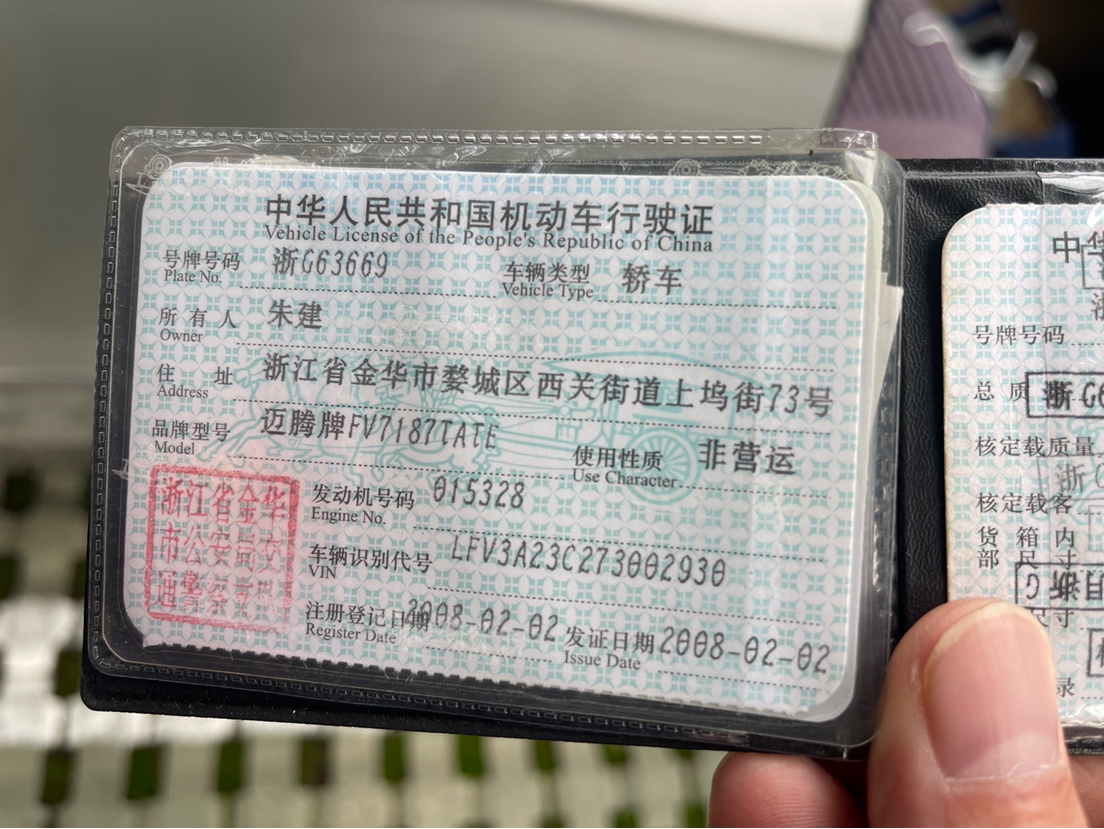 中华人民共和国机动车行驶证
Vehicle License of the People's Republic of China
号牌号码 浙G63669 车辆类型 轿车
Plate No. Vehicle Type
所有人 朱建
Owner
住址 浙江省金华市婺城区西关街道上坞街73号
Address
品牌型号 迈腾牌FV7187TATE 使用性质 非营运
Model Use Character
发动机号码 015328
Engine No.
车辆识别代号 LFV3A23C273002930
VIN
注册登记日期 2008-02-02 发证日期 2008-02-02
Register Date Issue Date
浙江省金华
市公安局交
通警察支队
中华
号牌号码
总质
浙G6
核定载质量
核定载客
货箱内
部尺寸